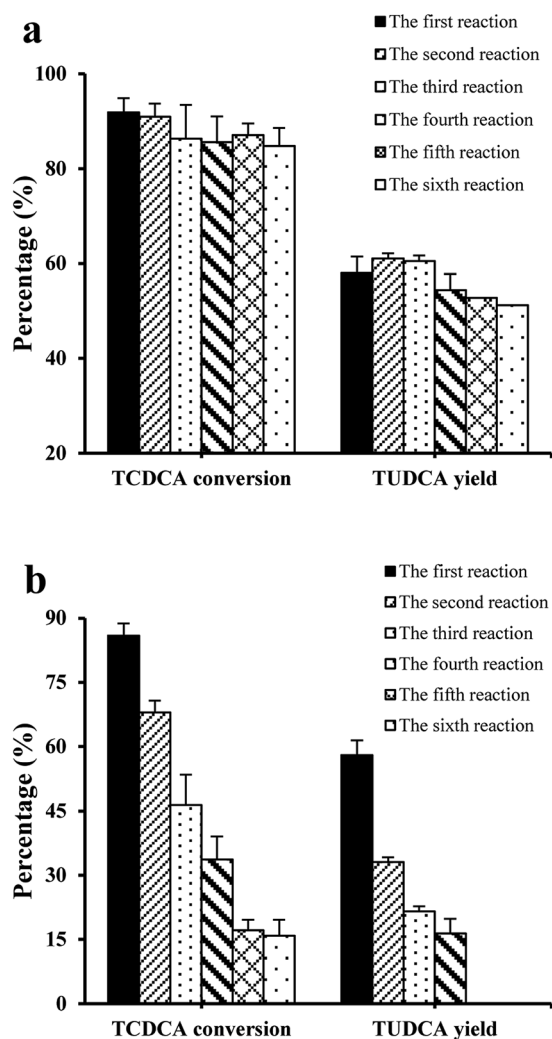 a
The first reaction
The second reaction
The third reaction
The fourth reaction
The fifth reaction
The sixth reaction
Percentage (%)
100
80
60
40
20
TCDCA conversion
TUDCA yield
b
The first reaction
The second reaction
The third reaction
The fourth reaction
The fifth reaction
The sixth reaction
Percentage (%)
90
75
60
45
30
15
0
TCDCA conversion
TUDCA yield